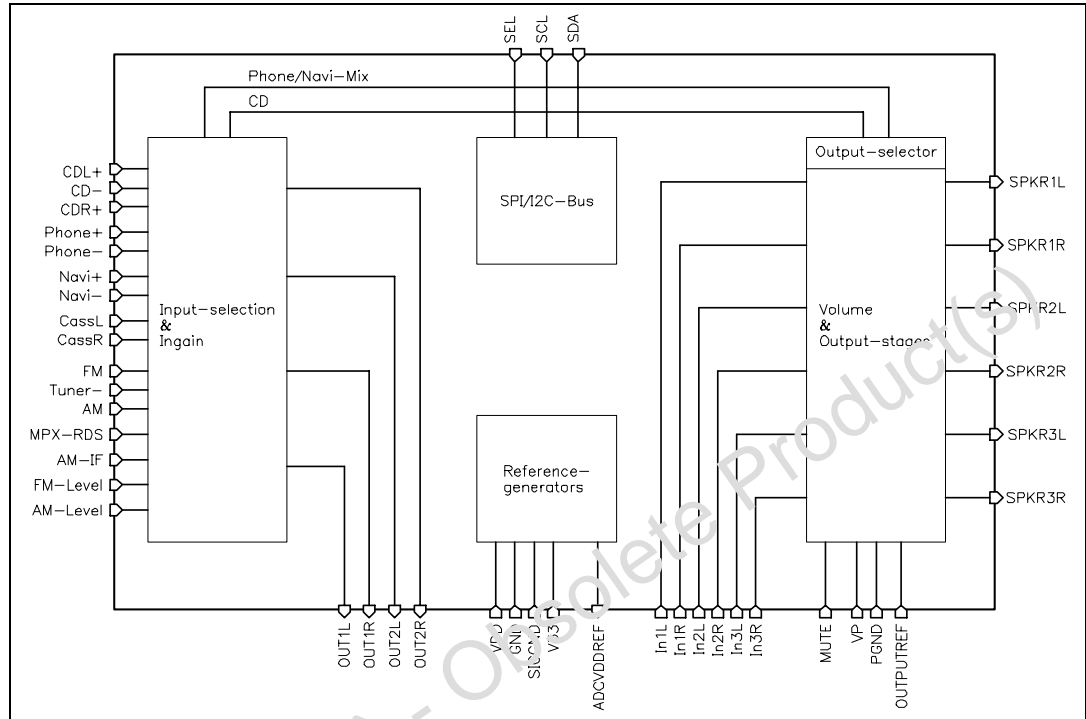 SEL
SCL
SDA
Phone/Navi-Mix
CD
Output-selector
SPI/I2C-Bus
CDL+
CD-
CDR+
Phone+
Phone-
Navi+
Navi-
CassL
CassR
FM
Tuner-
AM
MPX-RDS
AM-IF
FM-Level
AM-Level
Input-selection
&
Ingain
Reference-
generators
Volume
&
Output-stages
SPKR1L
SPKR1R
SPKR2L
SPKR2R
SPKR3L
SPKR3R
OUT1L
OUT1R
OUT2L
OUT2R
VDD
GND
SIGGND
ADCVDDREF
In1L
In1R
In2L
In2R
In3L
In3R
MUTE
VP
PGND
OUTPUTREF
- Obsolete Product(s)